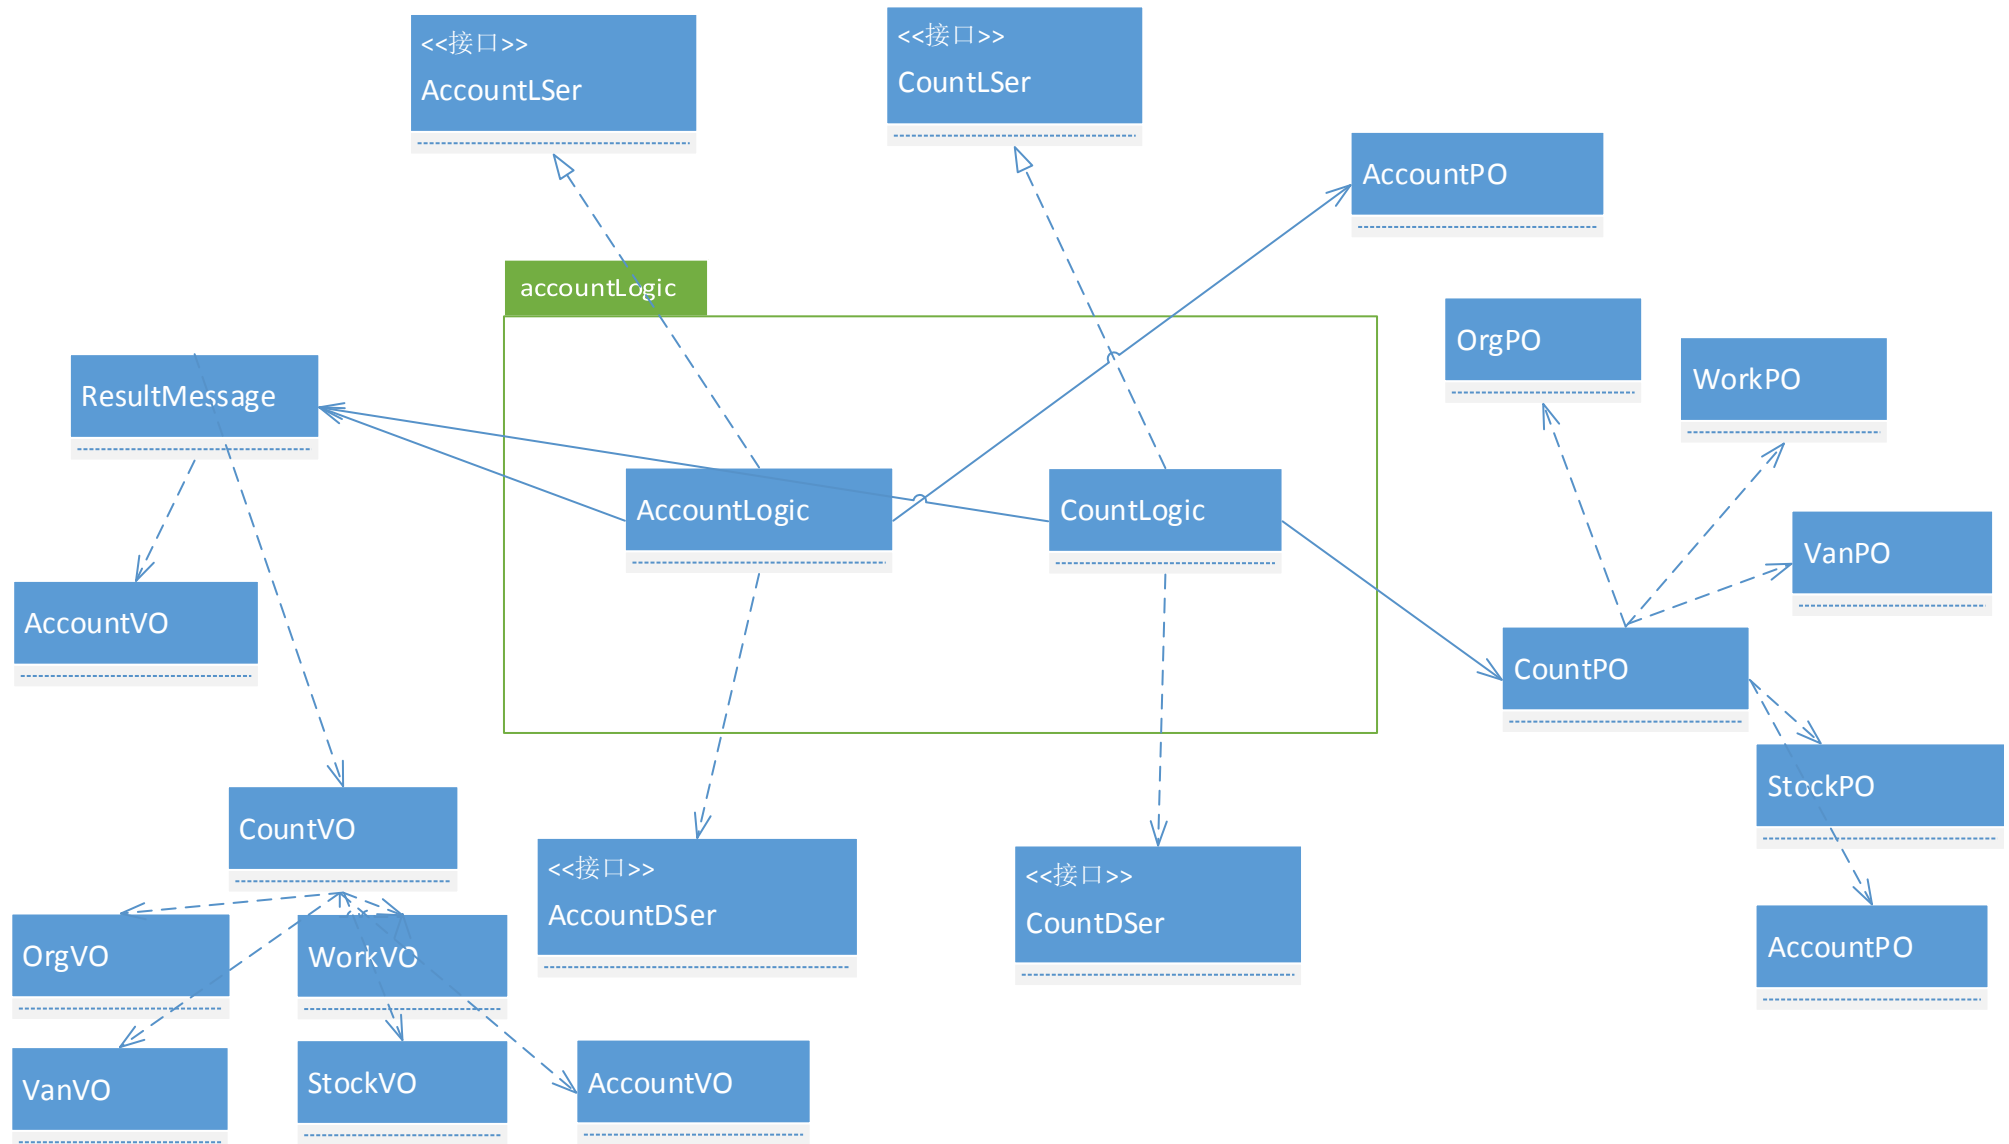 <<接口>>
AccountLSer
<<接口>>
CountLSer
AccountPO
accountLogic
OrgPO
WorkPO
ResultMessage
AccountLogic
CountLogic
VanPO
AccountVO
CountPO
StockPO
CountVO
<<接口>>
AccountDSer
<<接口>>
CountDSer
AccountPO
OrgVO
WorkVO
VanVO
StockVO
AccountVO